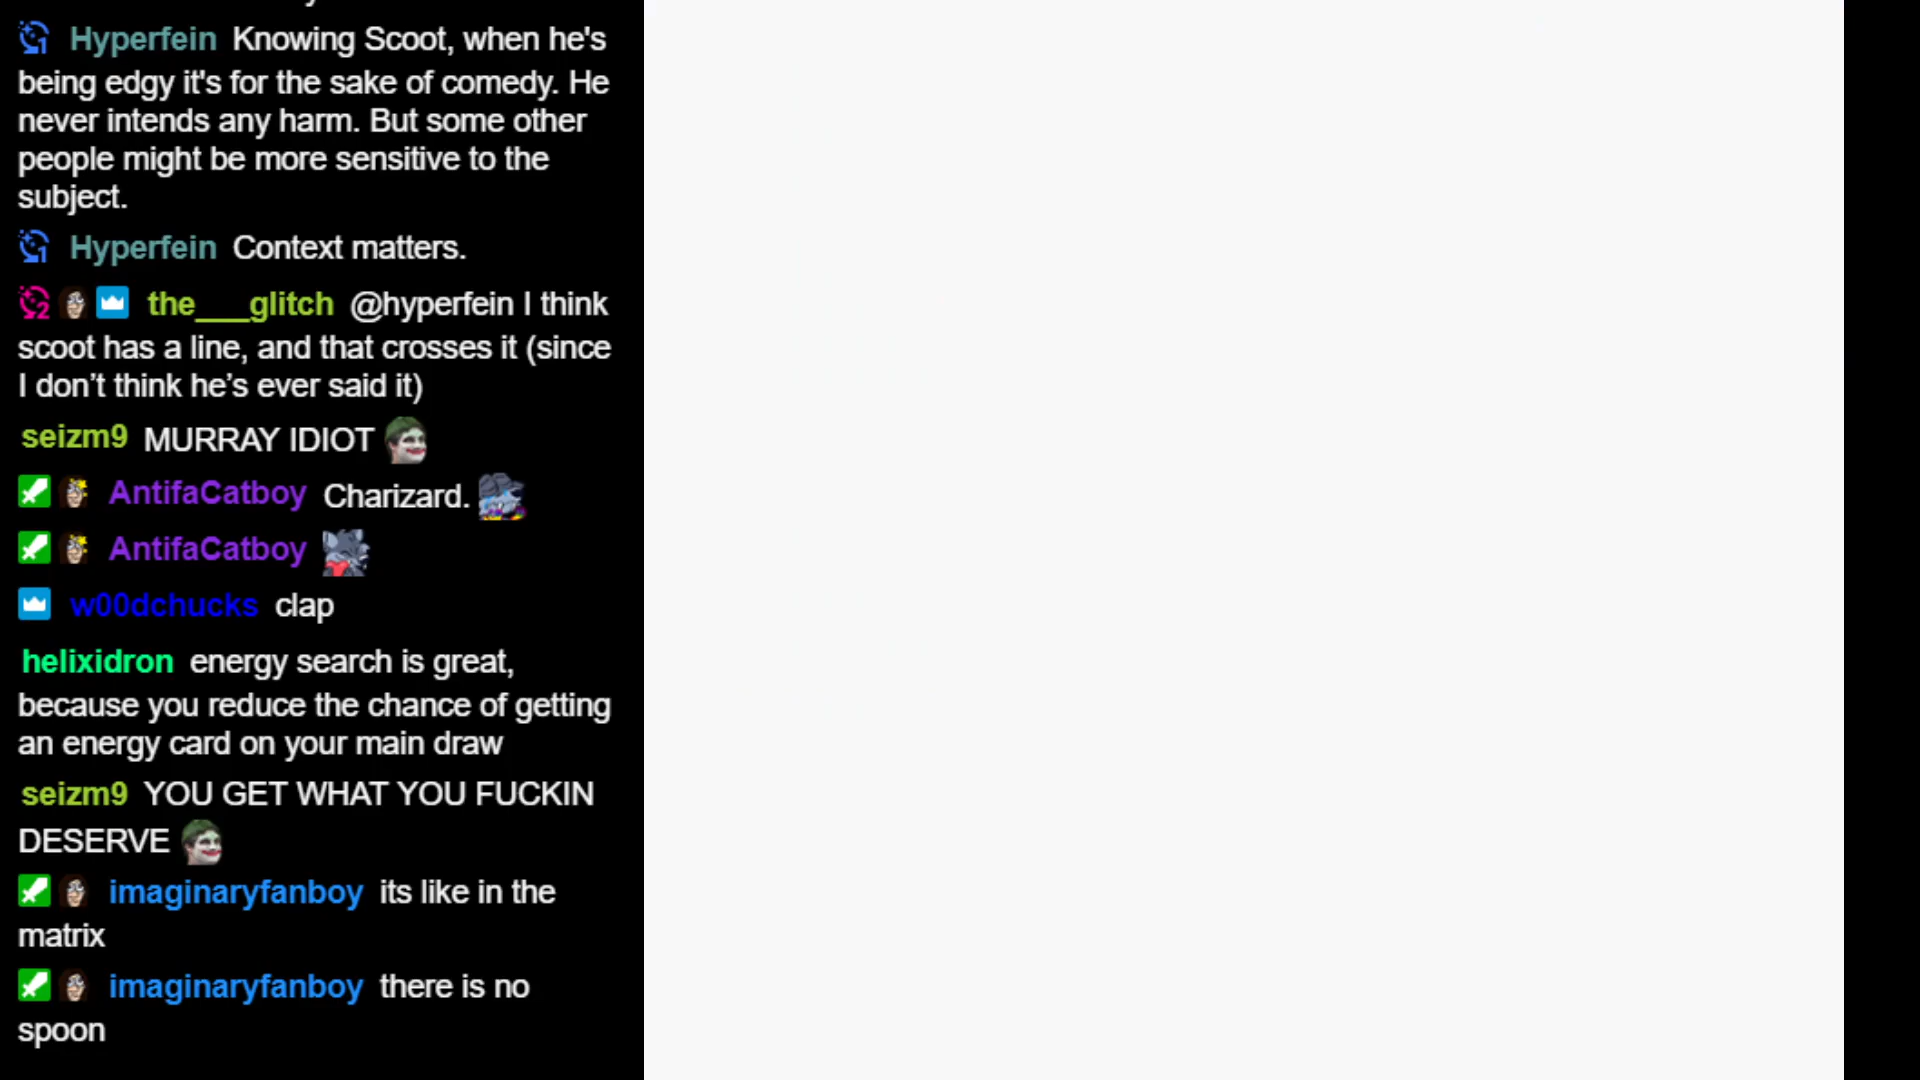 Hyperfein Knowing Scoot, when he's
being edgy it's for the sake of comedy. He
never intends any harm. But some other
people might be more sensitive to the
subject.
Hyperfein Context matters.
the___glitch @hyperfein I think
scoot has a line, and that crosses it (since
I don’t think he’s ever said it)
seizm9 MURRAY IDIOT
AntifaCatboy Charizard.
AntifaCatboy
w00dchucks clap
helixidron energy search is great,
because you reduce the chance of getting
an energy card on your main draw
seizm9 YOU GET WHAT YOU FUCKIN
DESERVE
imaginaryfanboy its like in the
matrix
imaginaryfanboy there is no
spoon